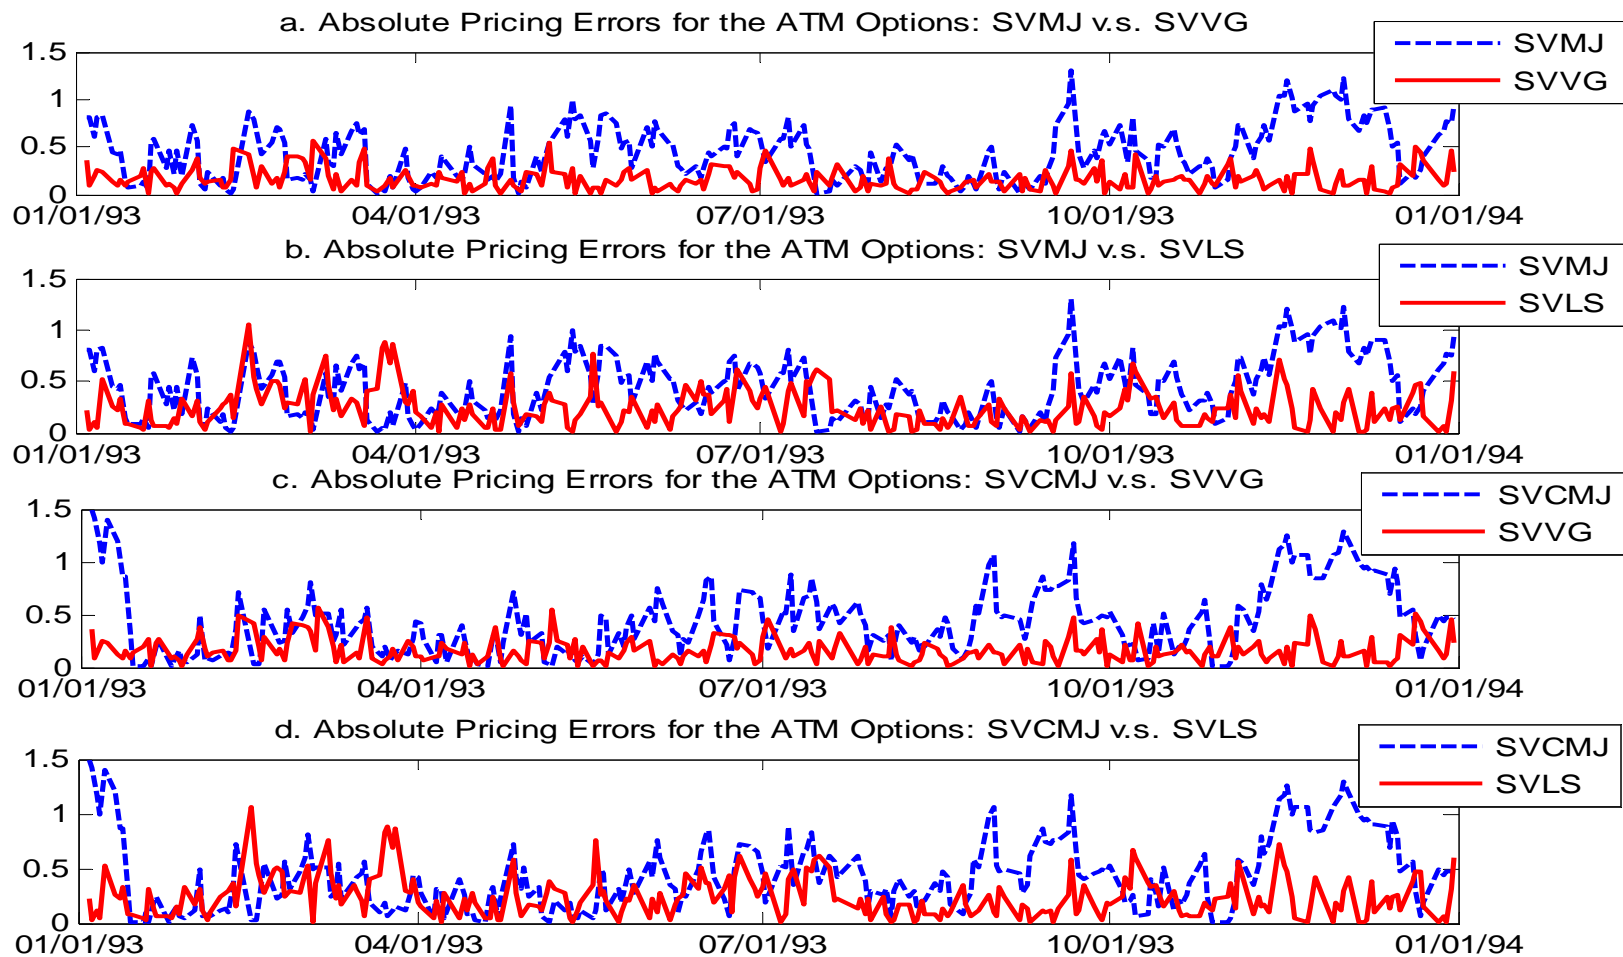 a. Absolute Pricing Errors for the ATM Options: SVMJ v.s. SVVG
SVMJ
SVVG
1.5
1
0.5
0
01/01/93 04/01/93 07/01/93 10/01/93 01/01/94
b. Absolute Pricing Errors for the ATM Options: SVMJ v.s. SVLS
SVMJ
SVLS
1.5
1
0.5
0
01/01/93 04/01/93 07/01/93 10/01/93 01/01/94
c. Absolute Pricing Errors for the ATM Options: SVCMJ v.s. SVVG
SVCMJ
SVVG
1.5
1
0.5
0
01/01/93 04/01/93 07/01/93 10/01/93 01/01/94
d. Absolute Pricing Errors for the ATM Options: SVCMJ v.s. SVLS
SVCMJ
SVLS
1.5
1
0.5
0
01/01/93 04/01/93 07/01/93 10/01/93 01/01/94